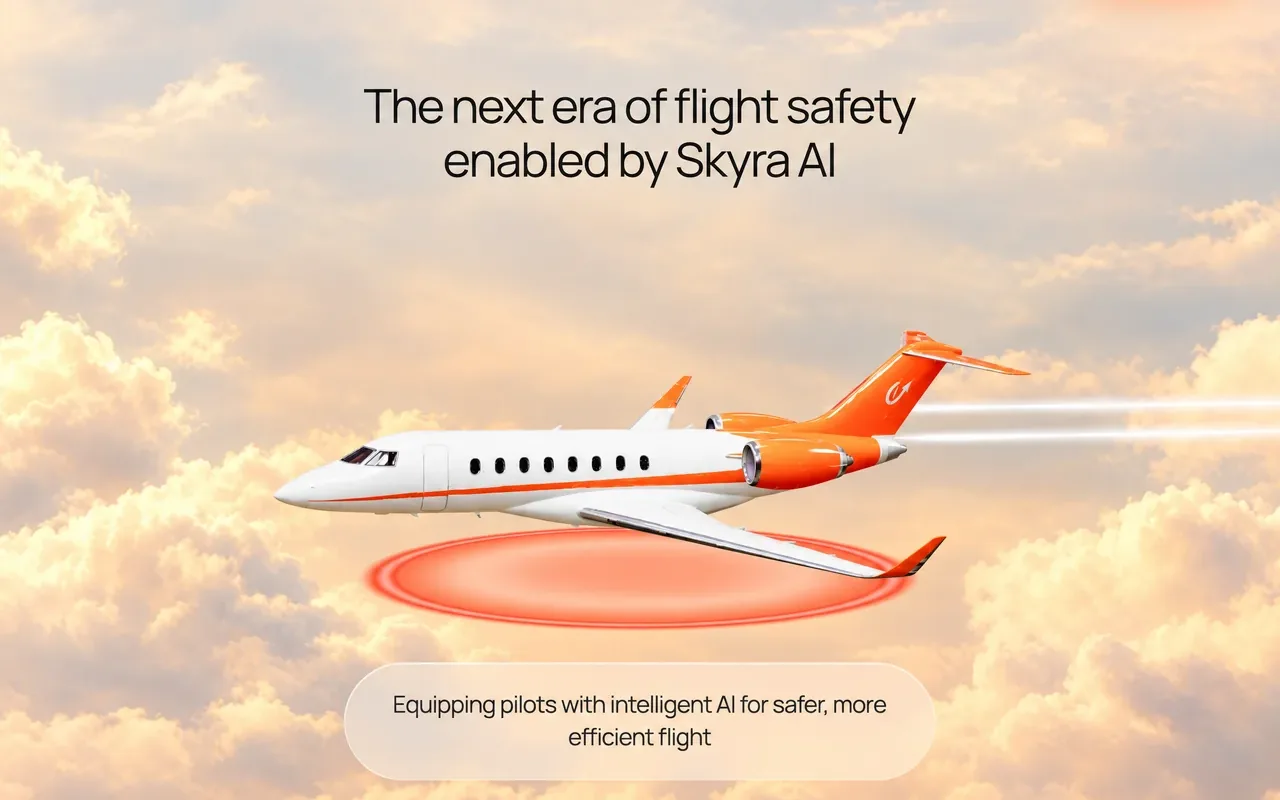 The next era of flight safety
enabled by Skyra AI
Equipping pilots with intelligent AI for safer, more
efficient flight